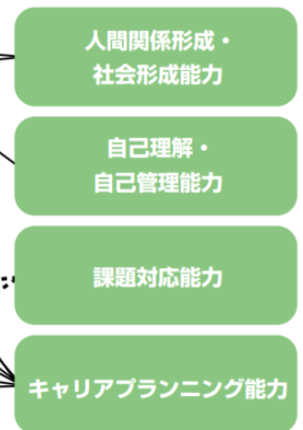 人間関係形成・
社会形成能力
自己理解・
自己管理能力
課題対応能力
キャリアプランニング能力